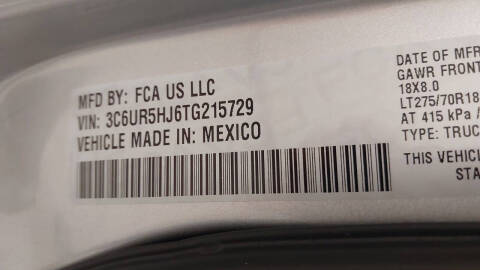 MFD BY: FCA US LLC
VIN: 3C6UR5HJ6TG215729
VEHICLE MADE IN: MEXICO
DATE OF MFR
GAWR FRONT
18X8.0
LT275/70R18
AT 415 kPa /
TYPE: TRUC
THIS VEHICL
STA